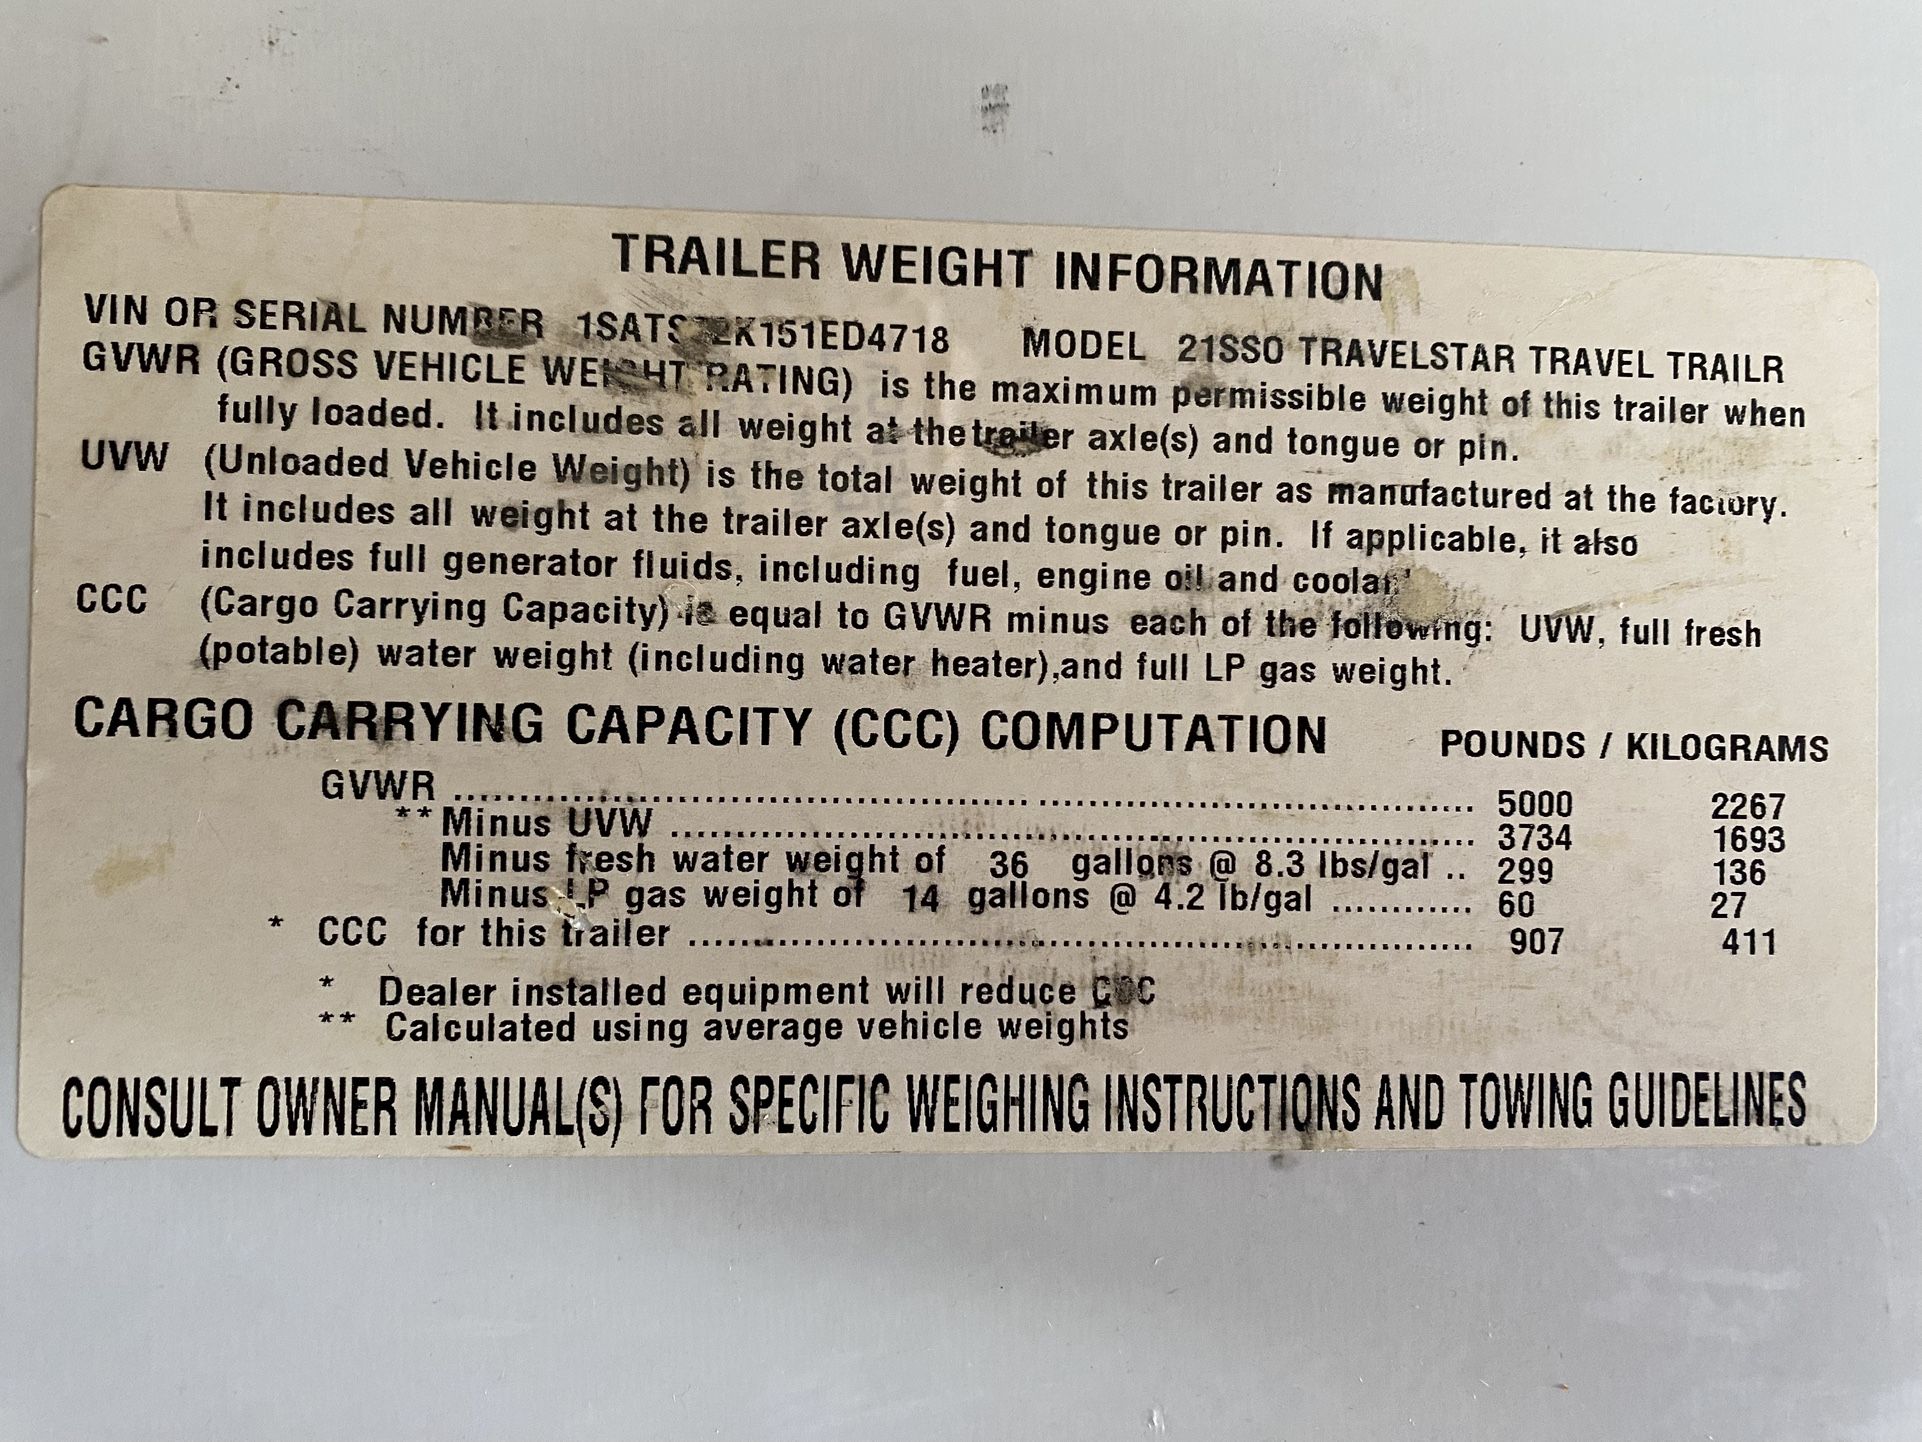 TRAILER WEIGHT INFORMATION
VIN OR SERIAL NUMBER MODEL 21SSO TRAVELSTAR TRAVEL TRAILR
GVWR (GROSS VEHICLE WEIGHT RATING) is the maximum permissible weight of this trailer when
fully loaded. It includes all weight at the trailer axle(s) and tongue or pin.
UVW (Unloaded Vehicle Weight) is the total weight of this trailer as manufactured at the factory.
It includes all weight at the trailer axle(s) and tongue or pin. If applicable, it also
includes full generator fluids, including fuel, engine oil and coolant
CCC (Cargo Carrying Capacity) is equal to GVWR minus each of the following: UVW, full fresh
(potable) water weight (including water heater),and full LP gas weight.
CARGO CARRYING CAPACITY (CCC) COMPUTATION POUNDS / KILOGRAMS
GVWR ........ 5000 2267
**Minus UVW ........ 3734 1693
Minus fresh water weight of 36 gallons @ 8.3 lbs/gal .. 299 136
Minus LP gas weight of 14 gallons @ 4.2 lb/gal ............ 60 27
* CCC for this trailer ........ 907 411
* Dealer installed equipment will reduce CCC
** Calculated using average vehicle weights
CONSULT OWNER MANUAL(S) FOR SPECIFIC WEIGHING INSTRUCTIONS AND TOWING GUIDELINES